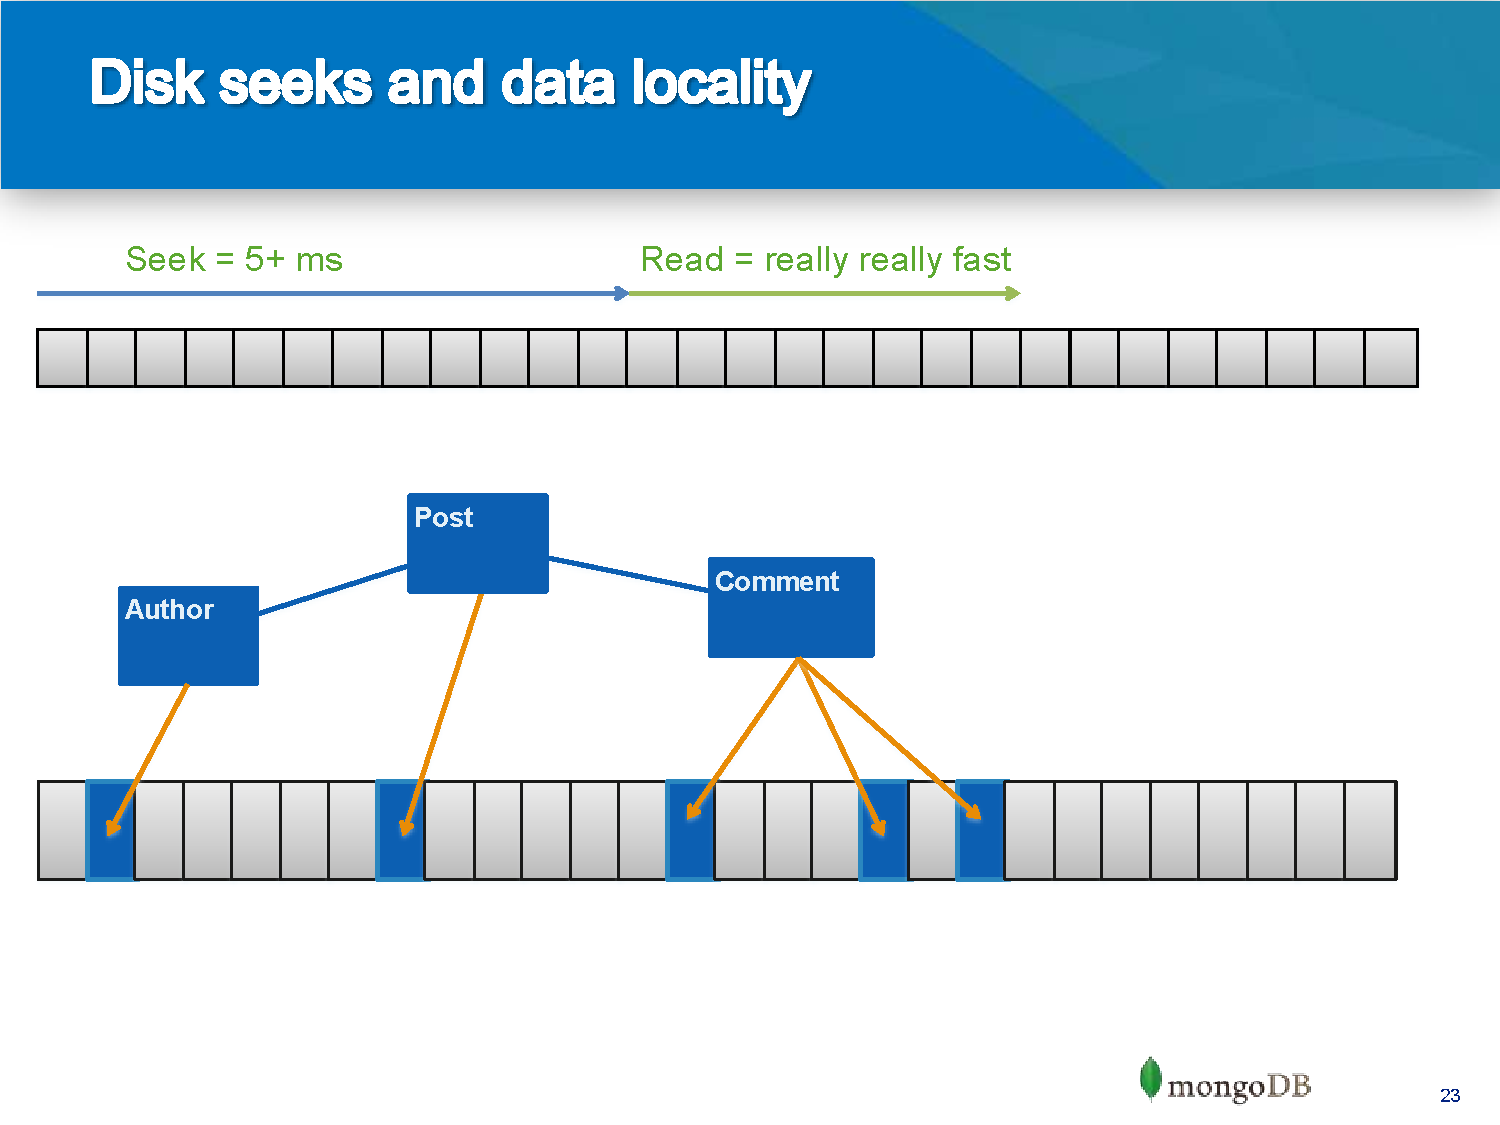 Disk seeks and data locality
Seek = 5+ ms
Read = really really fast
Post
Comment
Author
mongoDB
23